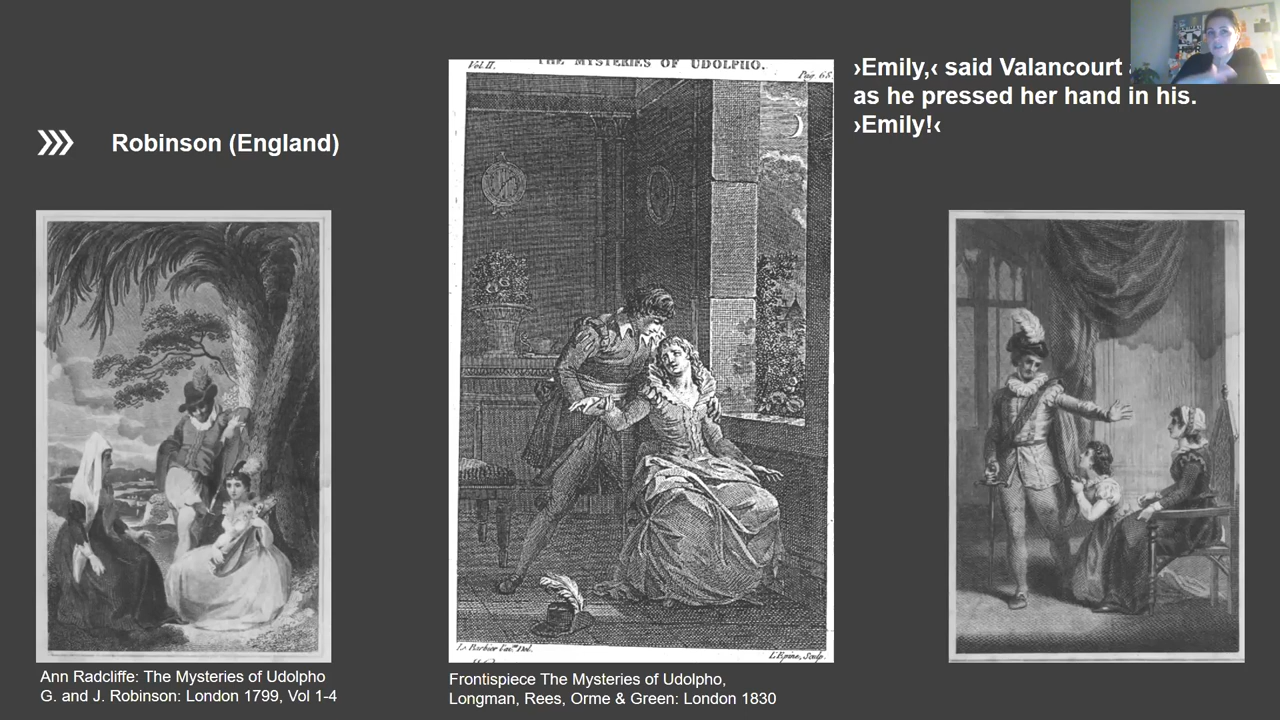 Robinson (England)
Vol.II. THE MYSTERIES OF UDOLPHO. Pag. 68.
›Emily,‹ said Valancourt
as he pressed her hand in his.
›Emily!‹
Le Barbier Del.
L'Epine, Sculp.
Ann Radcliffe: The Mysteries of Udolpho
G. and J. Robinson: London 1799, Vol 1-4
Frontispiece The Mysteries of Udolpho,
Longman, Rees, Orme & Green: London 1830